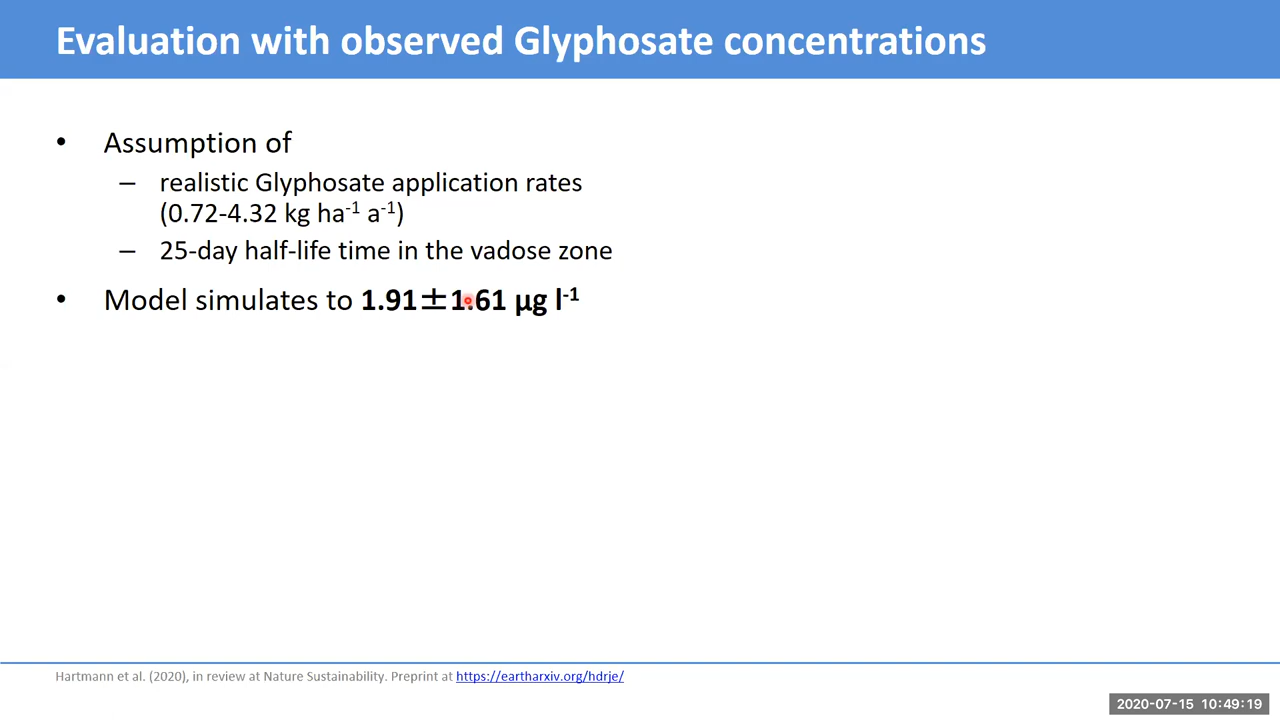 Evaluation with observed Glyphosate concentrations
• Assumption of
– realistic Glyphosate application rates
(0.72-4.32 kg ha⁻¹ a⁻¹)
– 25-day half-life time in the vadose zone
• Model simulates to 1.91±1.61 µg l⁻¹
Hartmann et al. (2020), in review at Nature Sustainability. Preprint at https://eartharxiv.org/hdrje/
2020-07-15 10:49:19